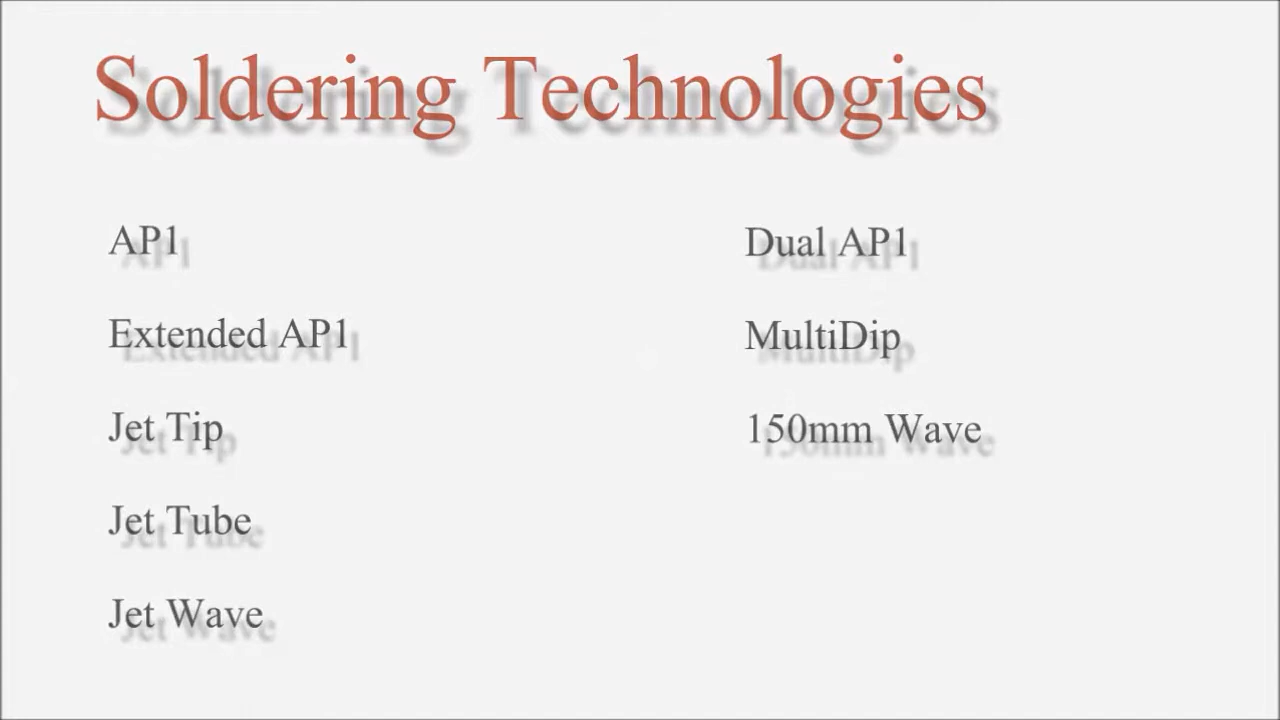 Soldering Technologies
AP1
Extended AP1
Jet Tip
Jet Tube
Jet Wave
Dual AP1
MultiDip
150mm Wave